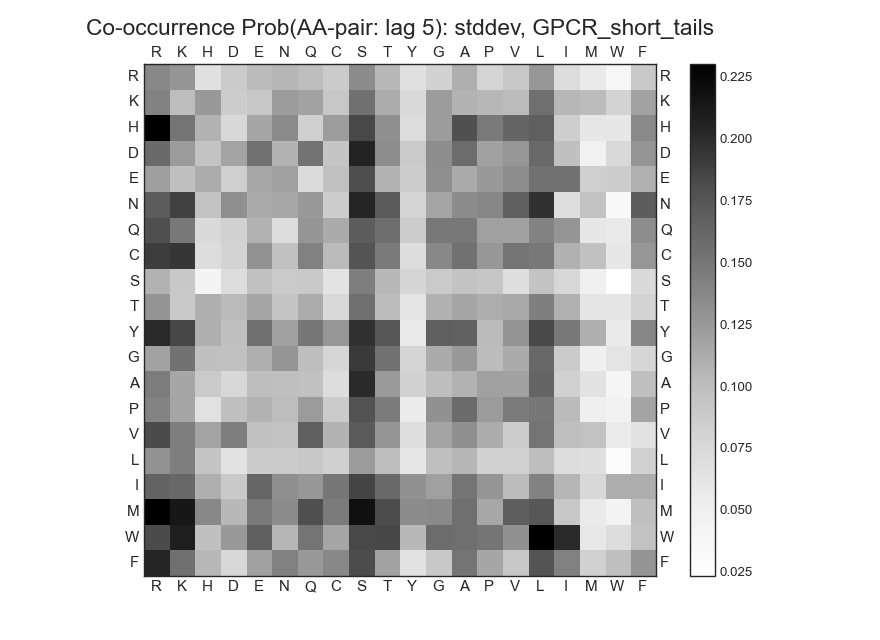 Co-occurrence Prob(AA-pair: lag 5): stddev, GPCR_short_tails
R K H D E N Q C S T Y G A P V L I M W F
R R
K K
H H
D D
E E
N N
Q Q
C C
S S
T T
Y Y
G G
A A
P P
V V
L L
I I
M M
W W
F F
R K H D E N Q C S T Y G A P V L I M W F
0.225
0.200
0.175
0.150
0.125
0.100
0.075
0.050
0.025